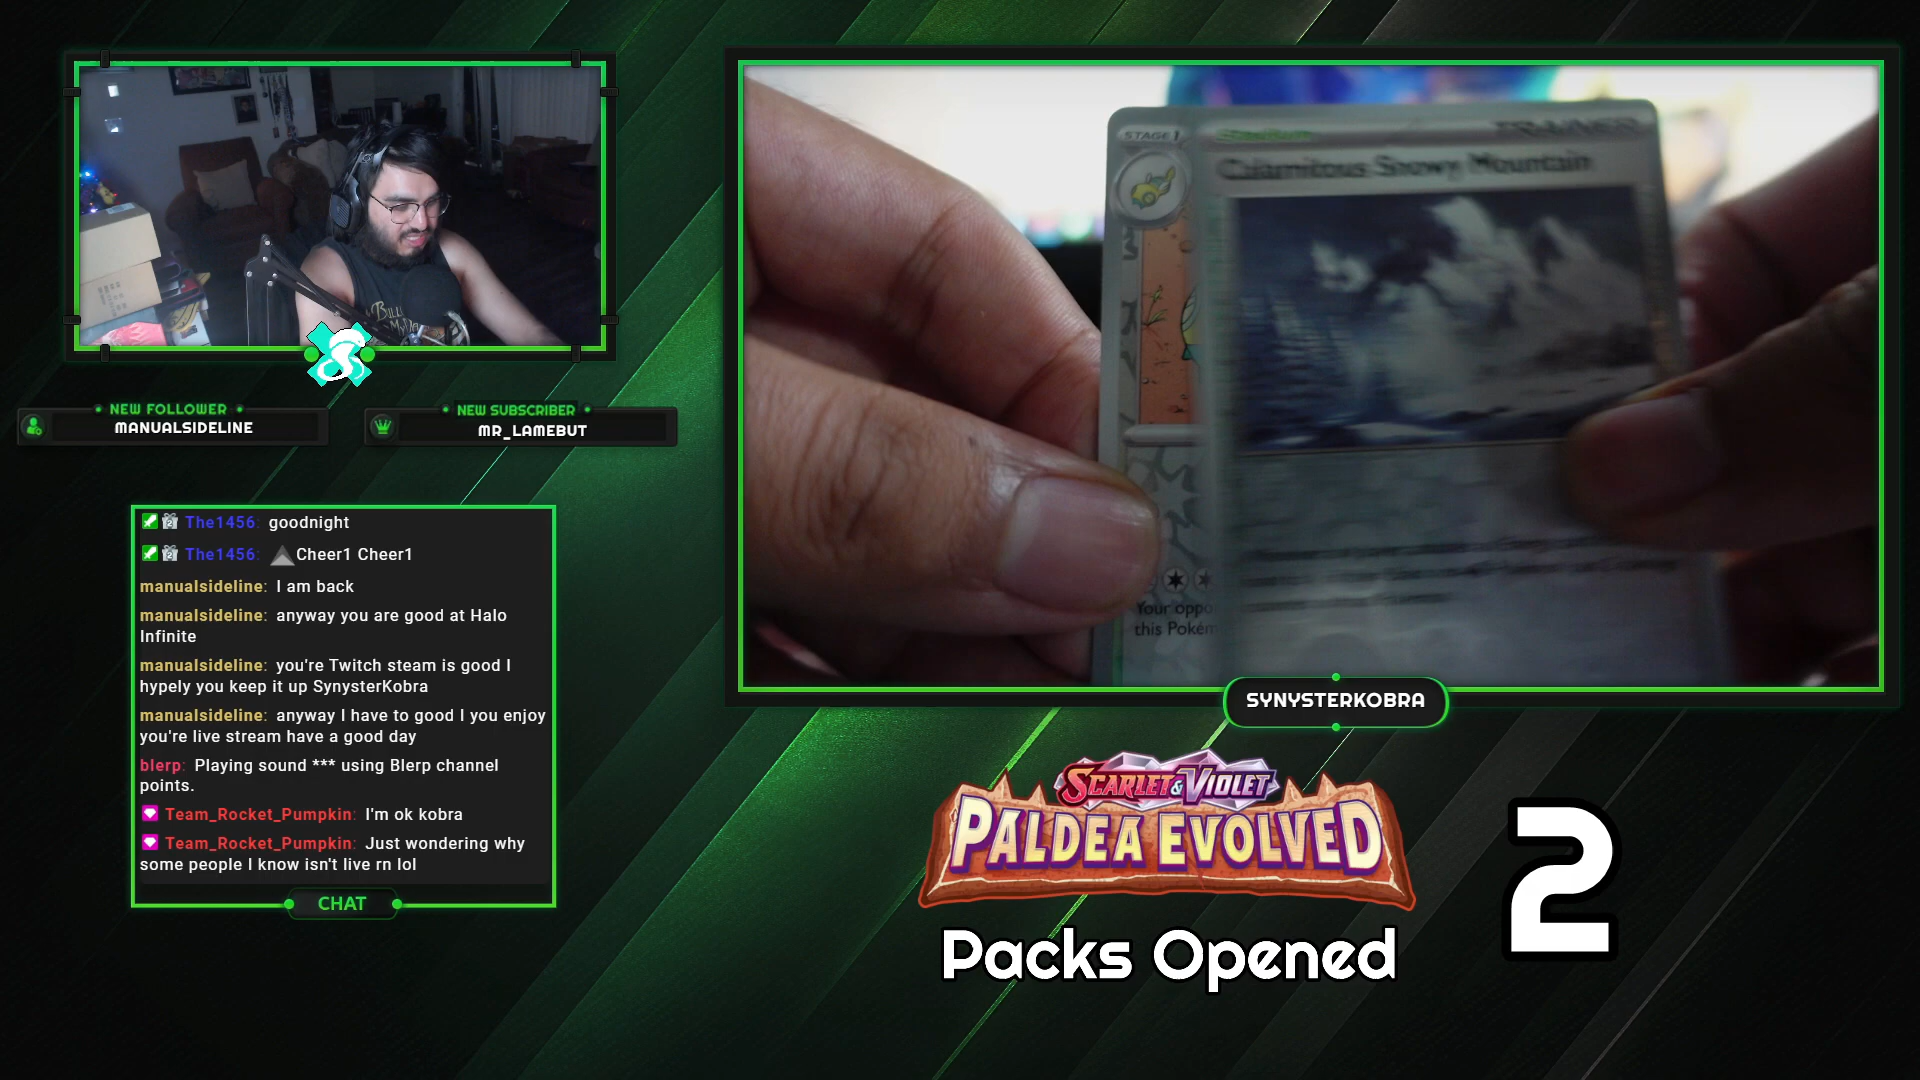 NEW FOLLOWER
MANUALSIDELINE
NEW SUBSCRIBER
MR_LAMEBUT
The1456: goodnight
The1456: Cheer1 Cheer1
manualsideline: I am back
manualsideline: anyway you are good at Halo
Infinite
manualsideline: you're Twitch steam is good I
hypely you keep it up SynysterKobra
manualsideline: anyway I have to good I you enjoy
you're live stream have a good day
blerp: Playing sound *** using Blerp channel
points.
Team_Rocket_Pumpkin: I'm ok kobra
Team_Rocket_Pumpkin: Just wondering why
some people I know isn't live rn lol
CHAT
STAGE 1
Stadium
TRAINER
Calamitous Snowy Mountain
Your oppo
this Pokém
SYNYSTERKOBRA
SCARLET & VIOLET
PALDEA EVOLVED
Packs Opened
2